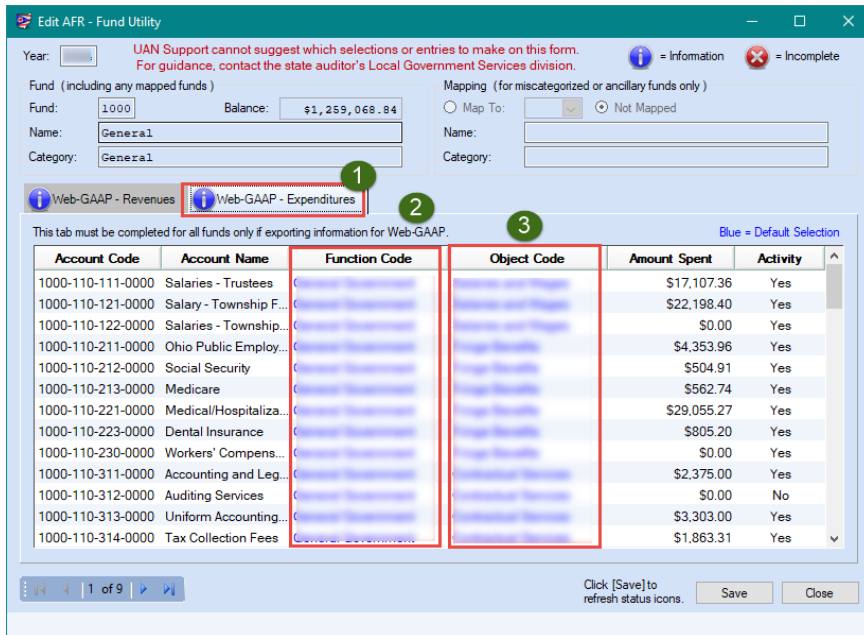 Edit AFR - Fund Utility
Year:
UAN Support cannot suggest which selections or entries to make on this form.
For guidance, contact the state auditor's Local Government Services division.
= Information
= Incomplete
Fund ( including any mapped funds )
Mapping ( for miscategorized or ancillary funds only )
Fund: 1000 Balance: $1,259,068.84
Map To: Not Mapped
Name: General
Name:
Category: General
Category:
1
Web-GAAP - Revenues Web-GAAP - Expenditures
2
3
This tab must be completed for all funds only if exporting information for Web-GAAP.
Blue = Default Selection
Account Code Account Name Function Code Object Code Amount Spent Activity
1000-110-111-0000 Salaries - Trustees $17,107.36 Yes
1000-110-121-0000 Salary - Township F... $22,198.40 Yes
1000-110-122-0000 Salaries - Township... $0.00 Yes
1000-110-211-0000 Ohio Public Employ... $4,353.96 Yes
1000-110-212-0000 Social Security $504.91 Yes
1000-110-213-0000 Medicare $562.74 Yes
1000-110-221-0000 Medical/Hospitaliza... $29,055.27 Yes
1000-110-223-0000 Dental Insurance $805.20 Yes
1000-110-230-0000 Workers' Compens... $0.00 Yes
1000-110-311-0000 Accounting and Leg... $2,375.00 Yes
1000-110-312-0000 Auditing Services $0.00 No
1000-110-313-0000 Uniform Accounting... $3,303.00 Yes
1000-110-314-0000 Tax Collection Fees $1,863.31 Yes
1 of 9
Click [Save] to
refresh status icons.
Save
Close